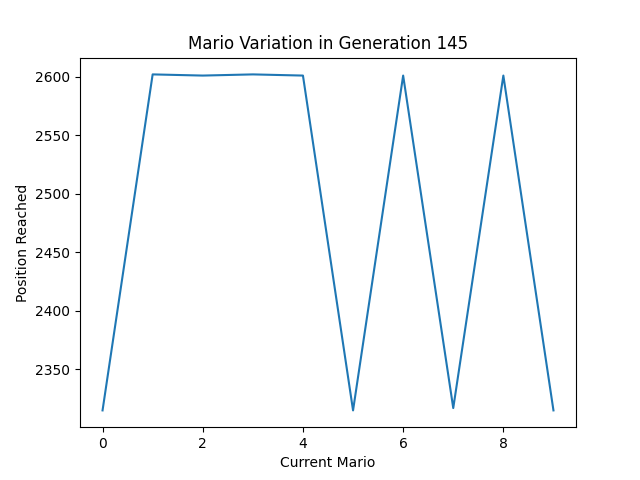 Mario Variation in Generation 145
2600
2550
2500
2450
2400
2350
Position Reached
0 2 4 6 8
Current Mario